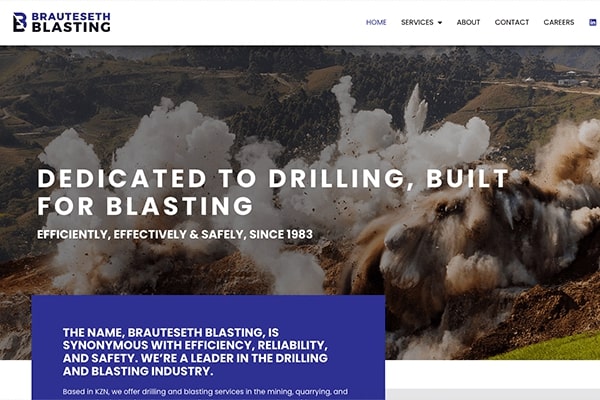 BRAUTESETH
BLASTING
HOME SERVICES ABOUT CONTACT CAREERS
DEDICATED TO DRILLING, BUILT
FOR BLASTING
EFFICIENTLY, EFFECTIVELY & SAFELY, SINCE 1983
THE NAME, BRAUTESETH BLASTING, IS
SYNONYMOUS WITH EFFICIENCY, RELIABILITY,
AND SAFETY. WE’RE A LEADER IN THE DRILLING
AND BLASTING INDUSTRY.
Based in KZN, we offer drilling and blasting services in the mining, quarrying, and